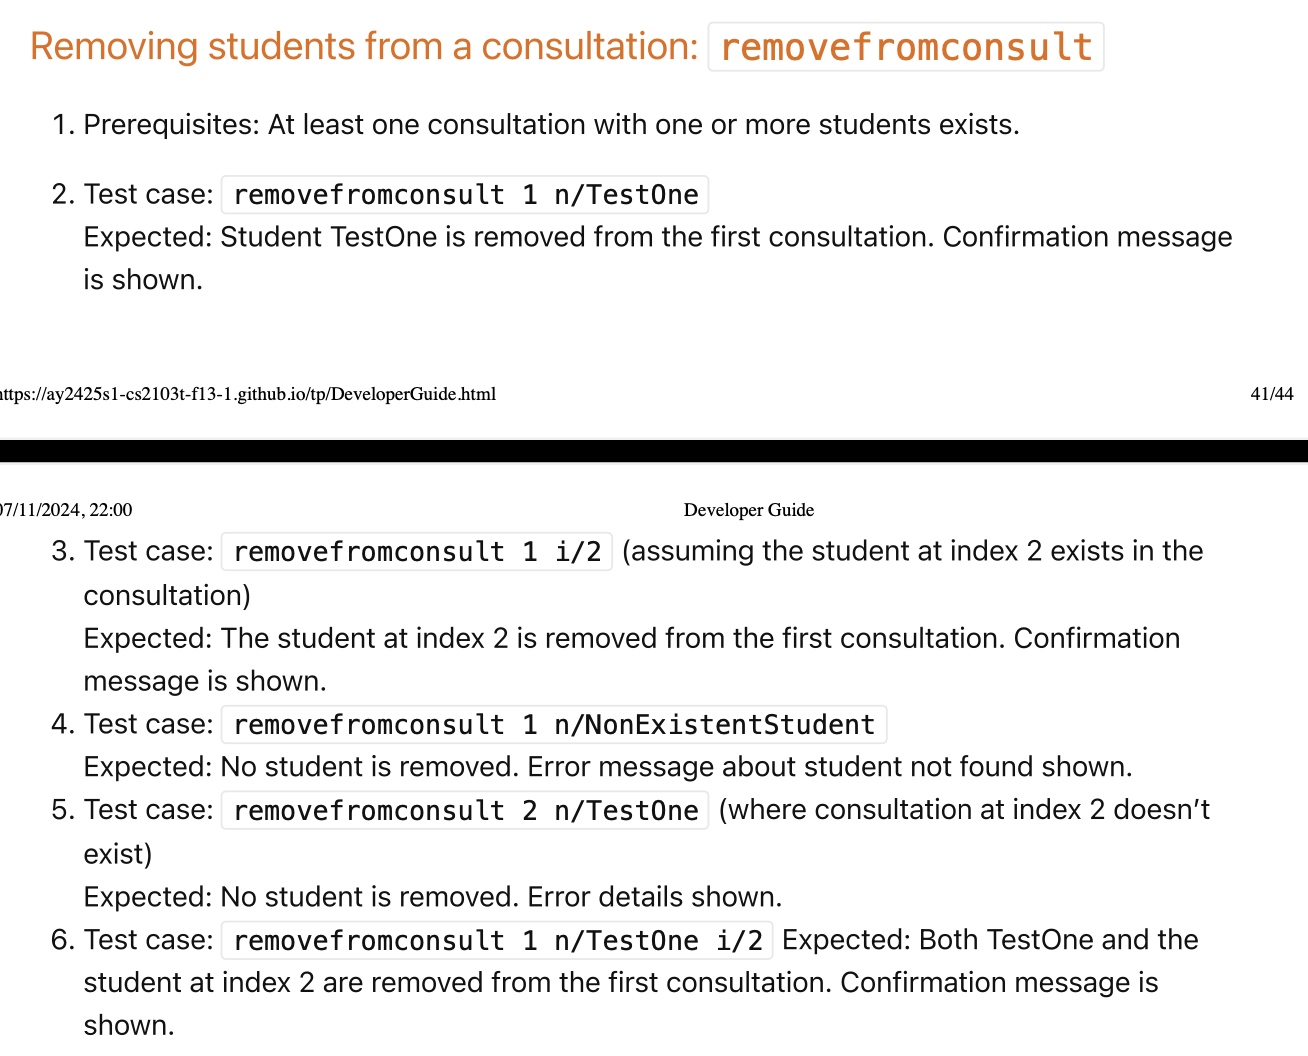 Removing students from a consultation: removefromconsult
1. Prerequisites: At least one consultation with one or more students exists.
2. Test case: removefromconsult 1 n/TestOne
Expected: Student TestOne is removed from the first consultation. Confirmation message
is shown.
https://ay2425s1-cs2103t-f13-1.github.io/tp/DeveloperGuide.html 41/44
07/11/2024, 22:00 Developer Guide
3. Test case: removefromconsult 1 i/2 (assuming the student at index 2 exists in the
consultation)
Expected: The student at index 2 is removed from the first consultation. Confirmation
message is shown.
4. Test case: removefromconsult 1 n/NonExistentStudent
Expected: No student is removed. Error message about student not found shown.
5. Test case: removefromconsult 2 n/TestOne (where consultation at index 2 doesn’t
exist)
Expected: No student is removed. Error details shown.
6. Test case: removefromconsult 1 n/TestOne i/2 Expected: Both TestOne and the
student at index 2 are removed from the first consultation. Confirmation message is
shown.